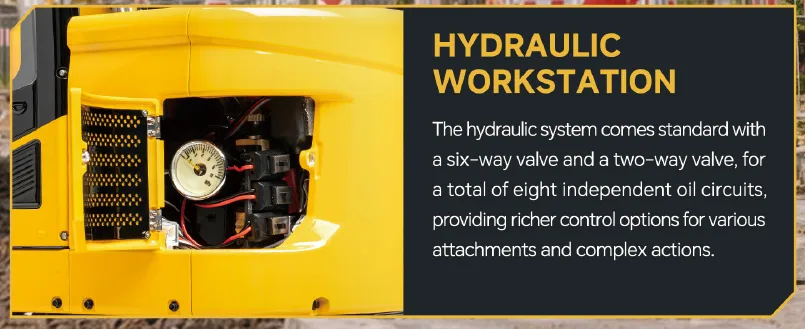 HYDRAULIC
WORKSTATION
The hydraulic system comes standard with
a six-way valve and a two-way valve, for
a total of eight independent oil circuits,
providing richer control options for various
attachments and complex actions.